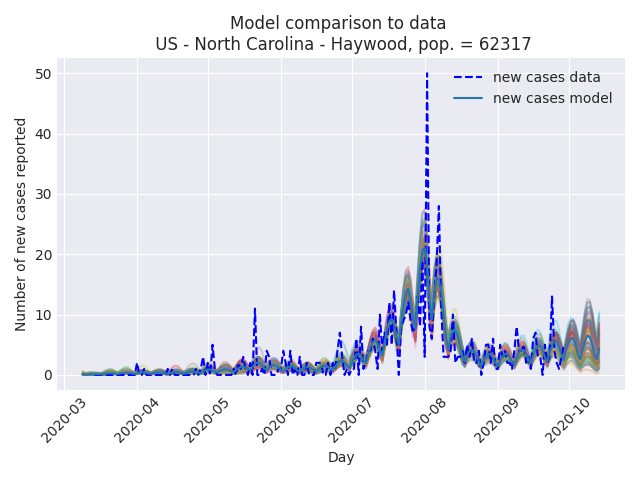 Model comparison to data
US - North Carolina - Haywood, pop. = 62317
new cases data
new cases model
Number of new cases reported
50
40
30
20
10
0
2020-03
2020-04
2020-05
2020-06
2020-07
2020-08
2020-09
2020-10
Day